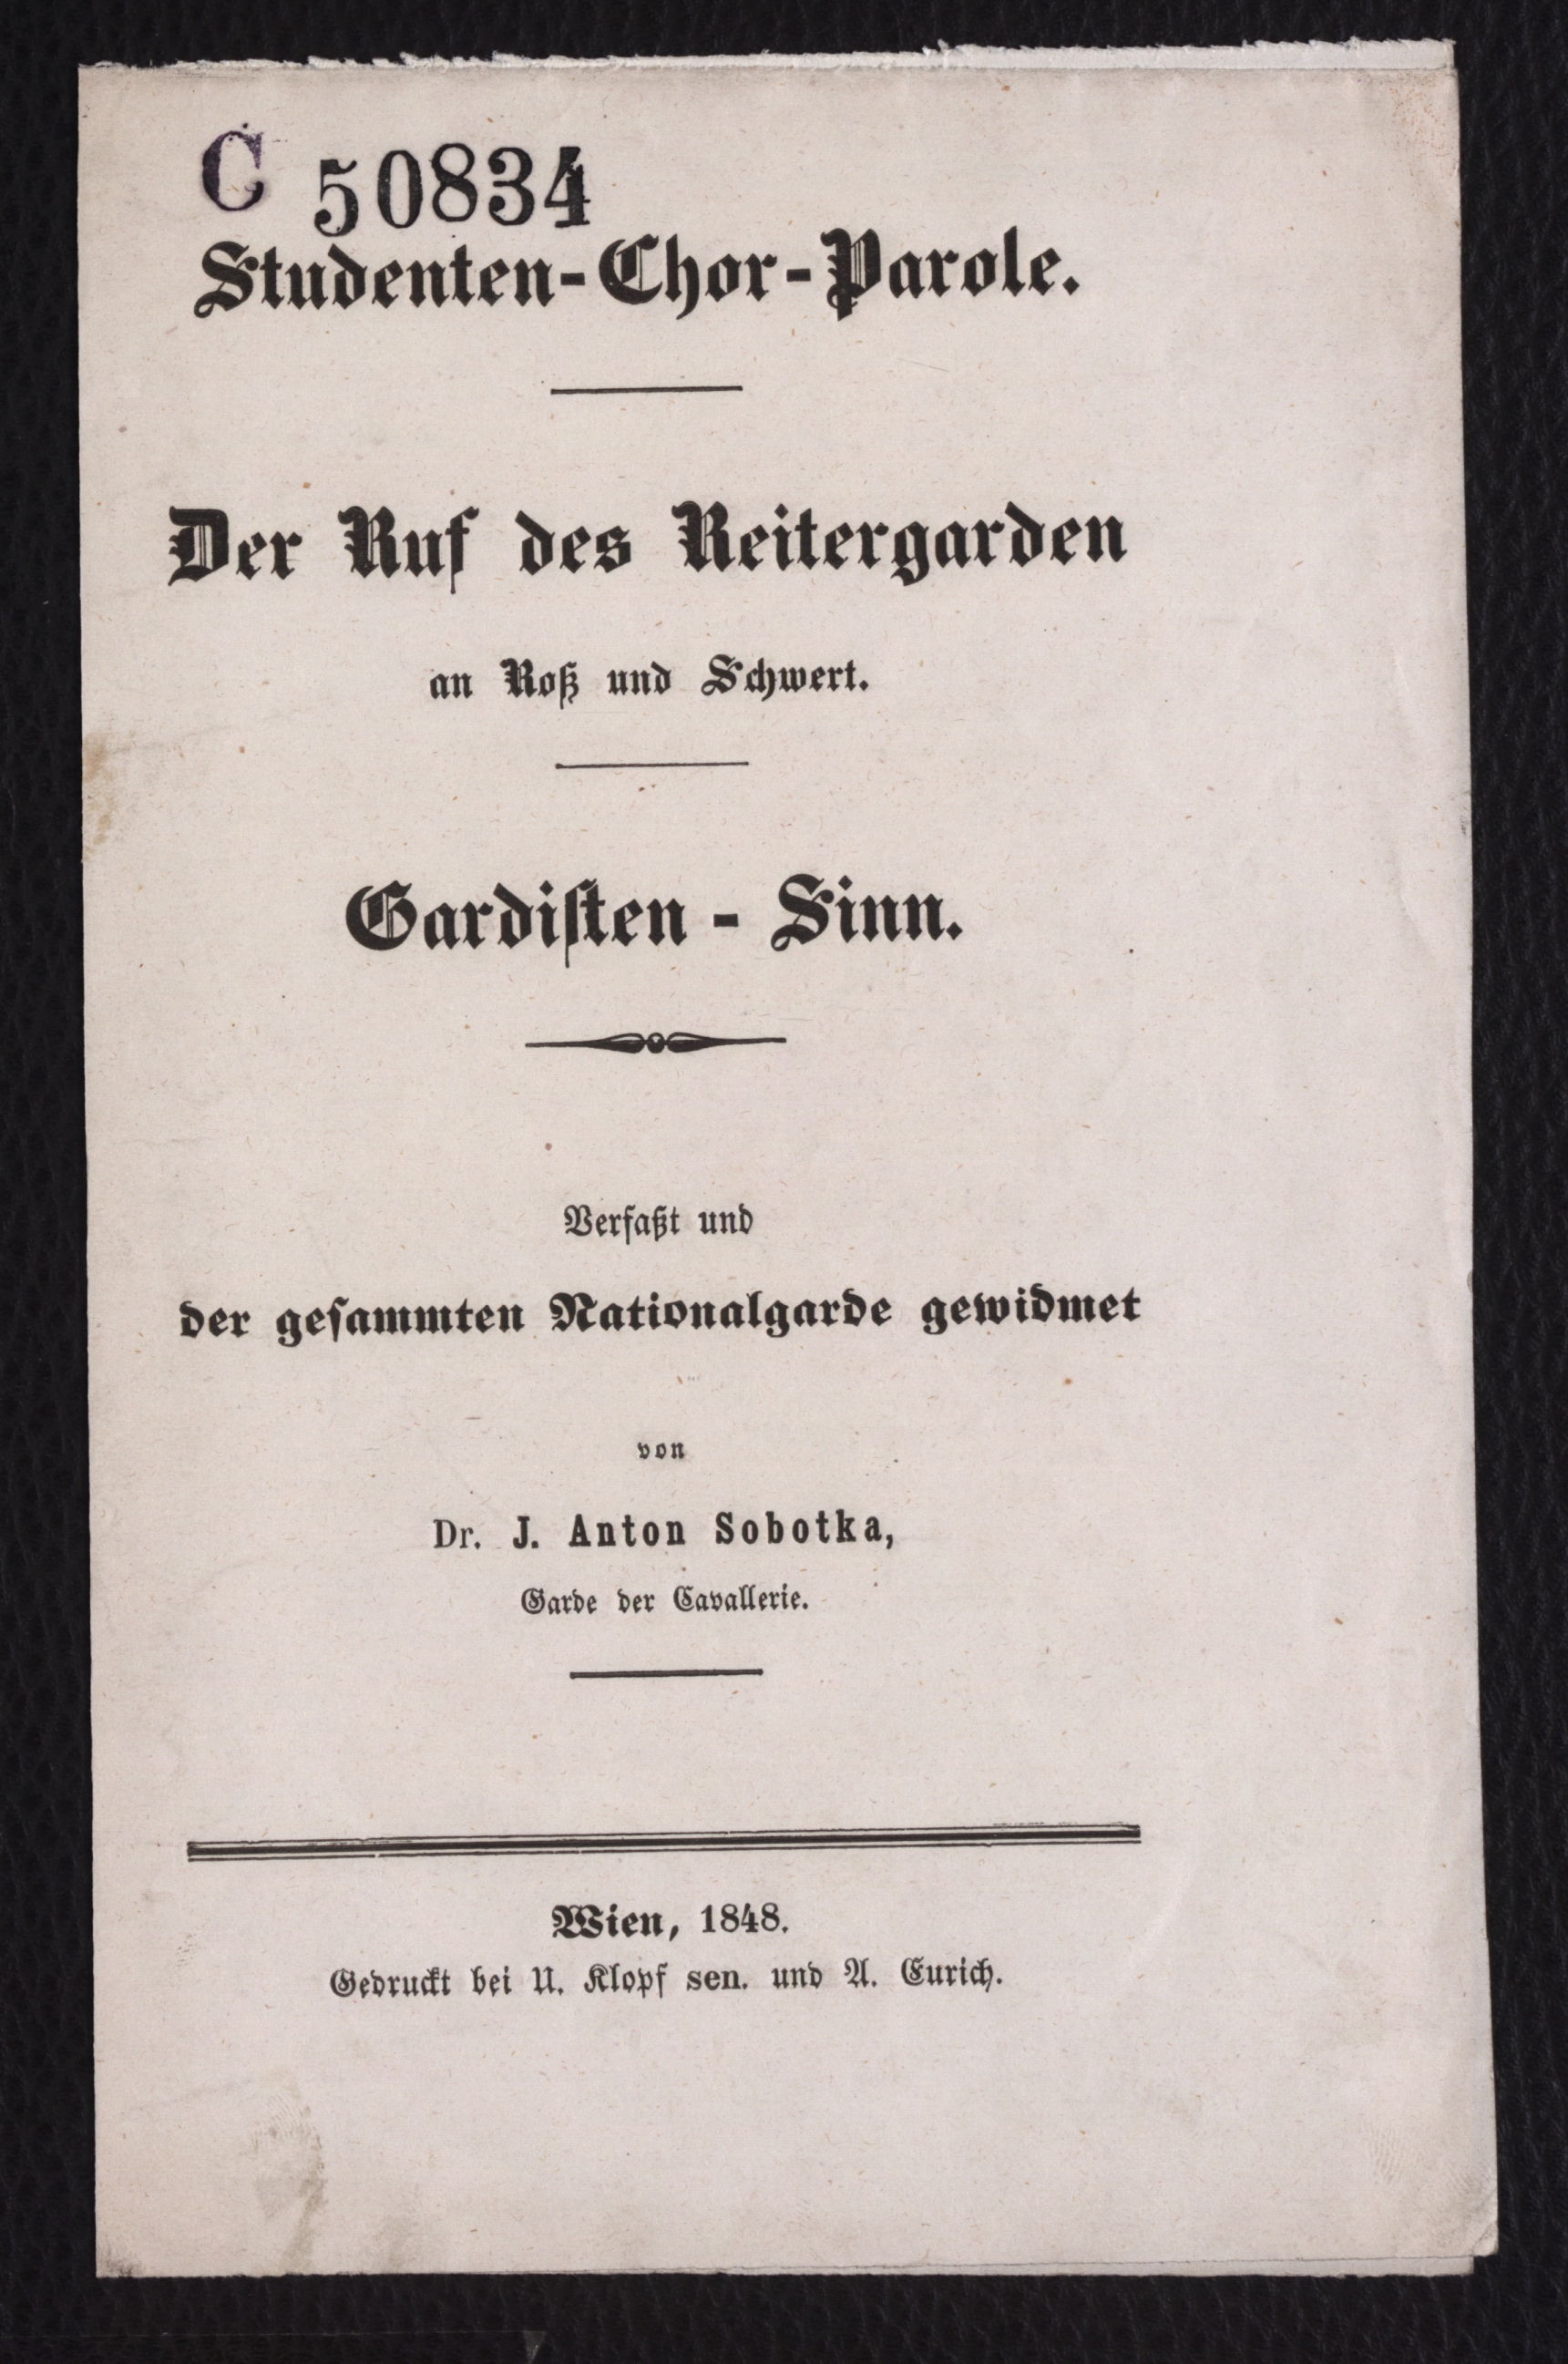 C 50834
Studenten-Chor-Parole.
Der Ruf des Reitergarden
an Roß und Schwert.
Gardisten - Sinn.
Verfaßt und
der gesammten Nationalgarde gewidmet
von
Dr. J. Anton Sobotka,
Garde der Cavallerie.
Wien, 1848.
Gedruckt bei U. Klopf sen. und A. Eurich.